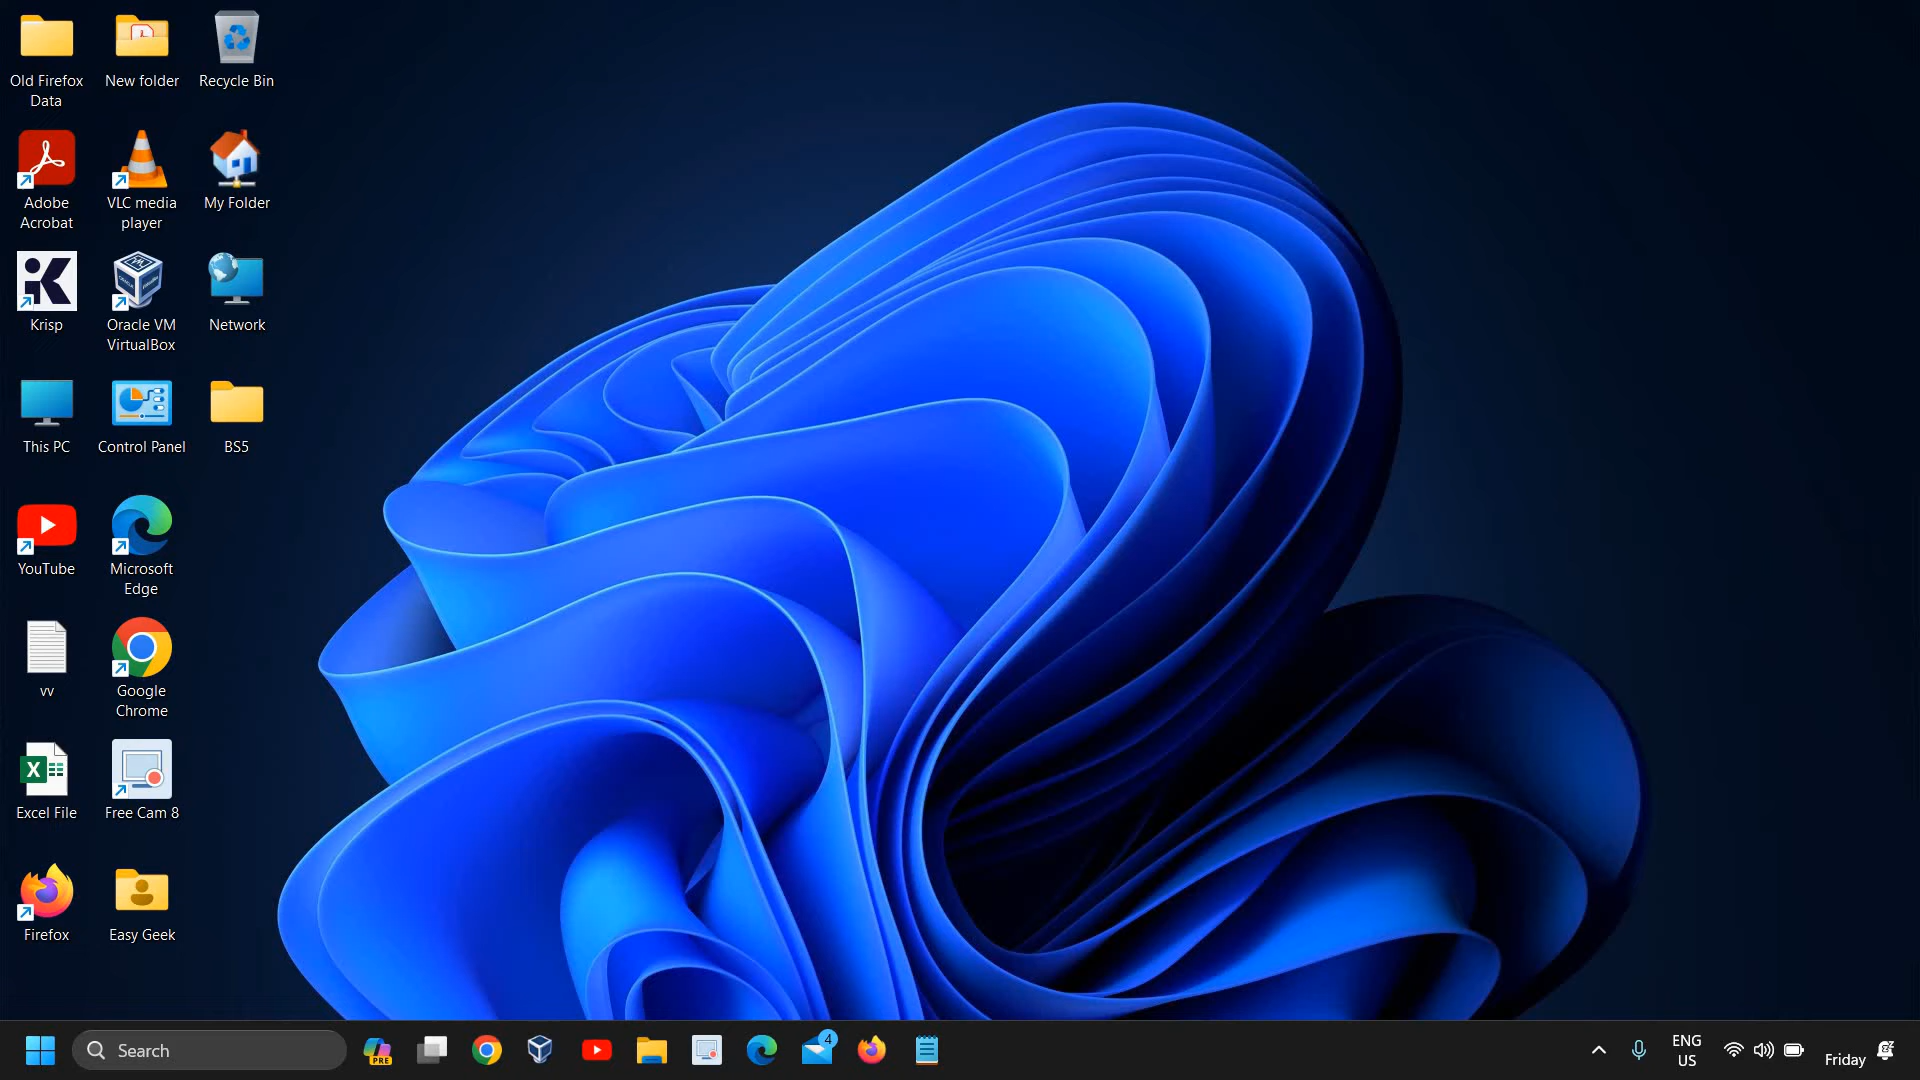 Old Firefox
Data
New folder
Recycle Bin
Adobe
Acrobat
VLC media
player
My Folder
Krisp
Oracle VM
VirtualBox
Network
This PC
Control Panel
BS5
YouTube
Microsoft
Edge
vv
Google
Chrome
Excel File
Free Cam 8
Firefox
Easy Geek
Search
PRE
4
ENG
US
Friday